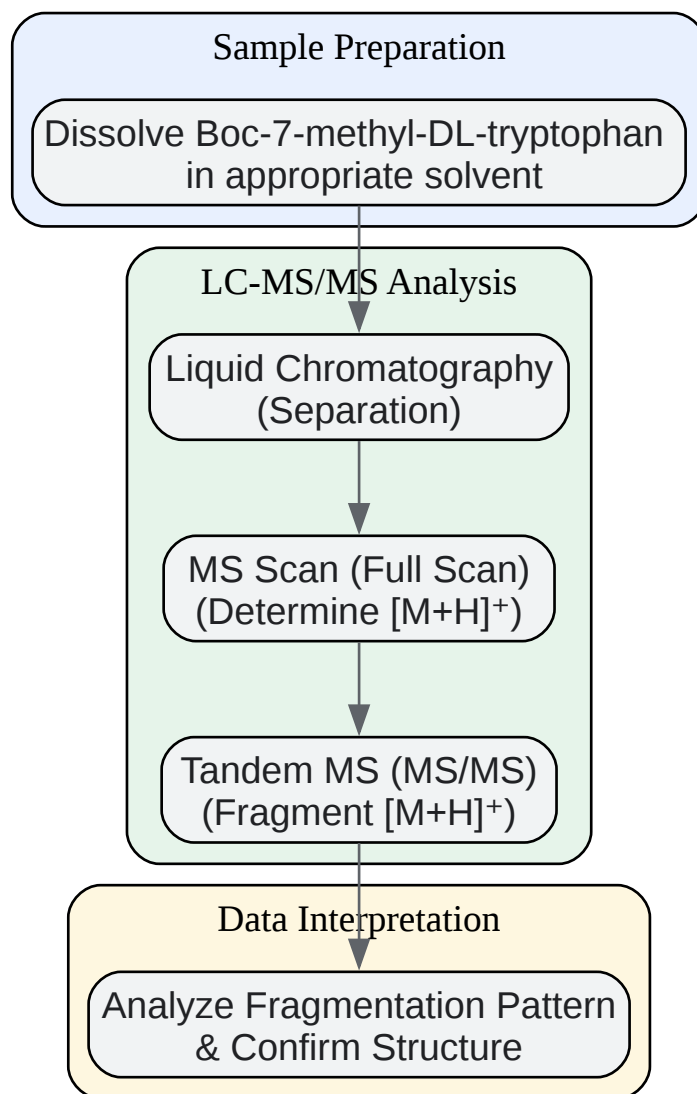 Sample Preparation
Dissolve Boc-7-methyl-DL-tryptophan
in appropriate solvent
LC-MS/MS Analysis
Liquid Chromatography
(Separation)
MS Scan (Full Scan)
(Determine [M+H]⁺)
Tandem MS (MS/MS)
(Fragment [M+H]⁺)
Data Interpretation
Analyze Fragmentation Pattern
& Confirm Structure